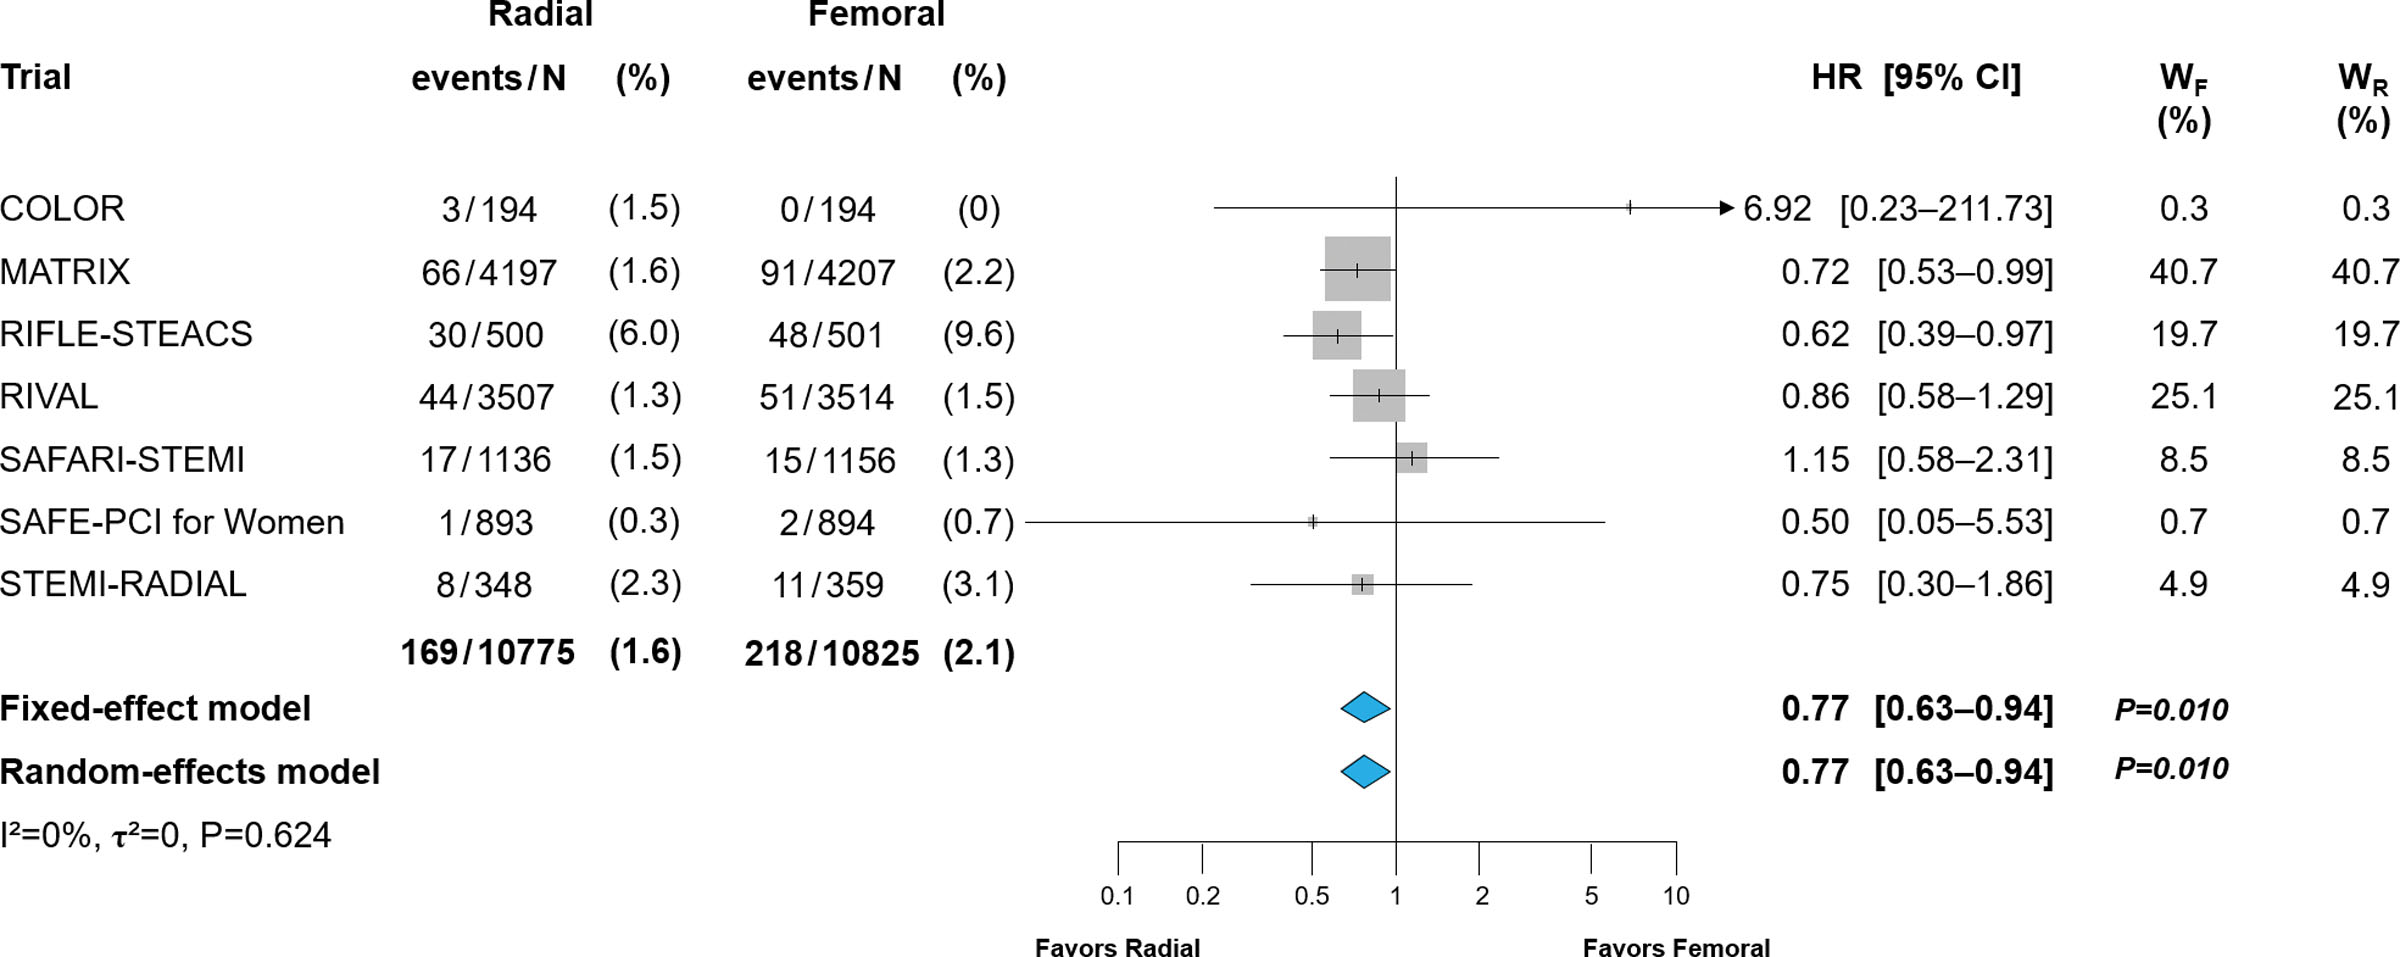 Radial Femoral
Trial events/N (%) events/N (%) HR [95% CI] WF WR
(%) (%)
COLOR 3/194 (1.5) 0/194 (0) 6.92 [0.23–211.73] 0.3 0.3
MATRIX 66/4197 (1.6) 91/4207 (2.2) 0.72 [0.53–0.99] 40.7 40.7
RIFLE-STEACS 30/500 (6.0) 48/501 (9.6) 0.62 [0.39–0.97] 19.7 19.7
RIVAL 44/3507 (1.3) 51/3514 (1.5) 0.86 [0.58–1.29] 25.1 25.1
SAFARI-STEMI 17/1136 (1.5) 15/1156 (1.3) 1.15 [0.58–2.31] 8.5 8.5
SAFE-PCI for Women 1/893 (0.3) 2/894 (0.7) 0.50 [0.05–5.53] 0.7 0.7
STEMI-RADIAL 8/348 (2.3) 11/359 (3.1) 0.75 [0.30–1.86] 4.9 4.9
169/10775 (1.6) 218/10825 (2.1)
Fixed-effect model 0.77 [0.63–0.94] P=0.010
Random-effects model 0.77 [0.63–0.94] P=0.010
I²=0%, τ²=0, P=0.624
0.1 0.2 0.5 1 2 5 10
Favors Radial Favors Femoral